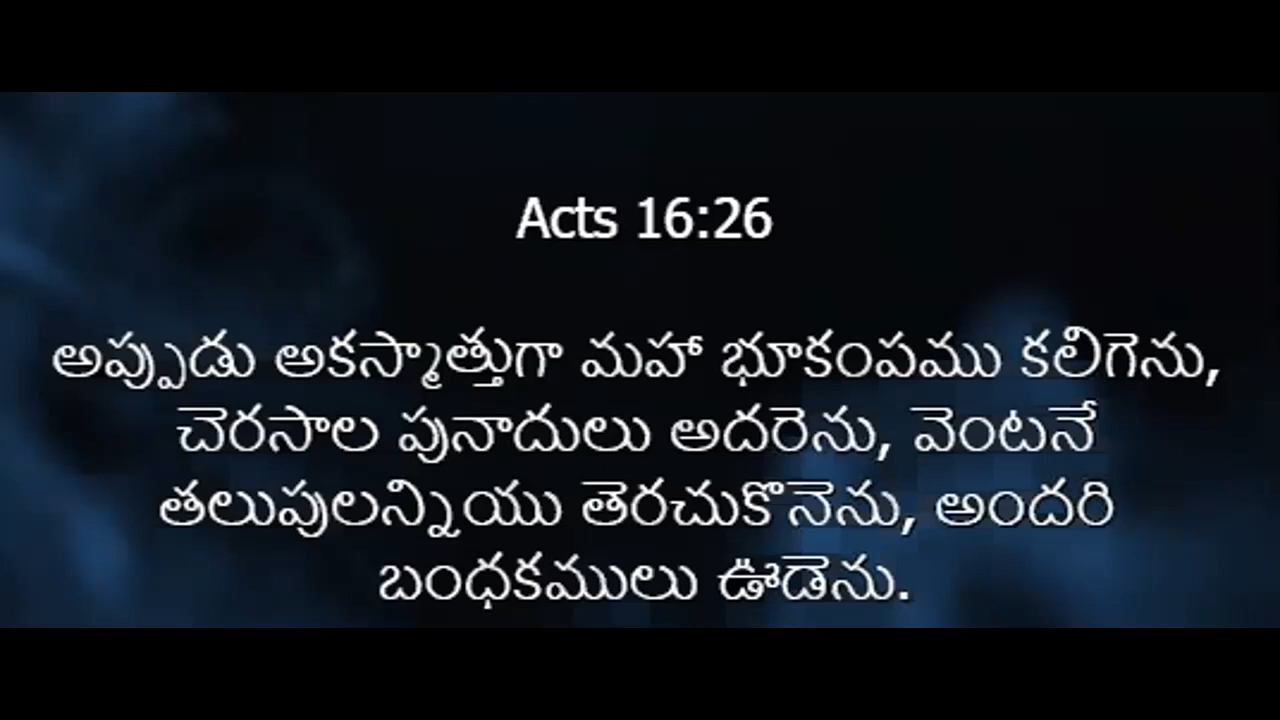 Acts 16:26
అప్పుడు అకస్మాత్తుగా మహా భూకంపము కలిగెను,
చెరసాల పునాదులు అదరెను, వెంటనే
తలుపులన్నియు తెరచుకొనెను, అందరి
బంధకములు ఊడెను.